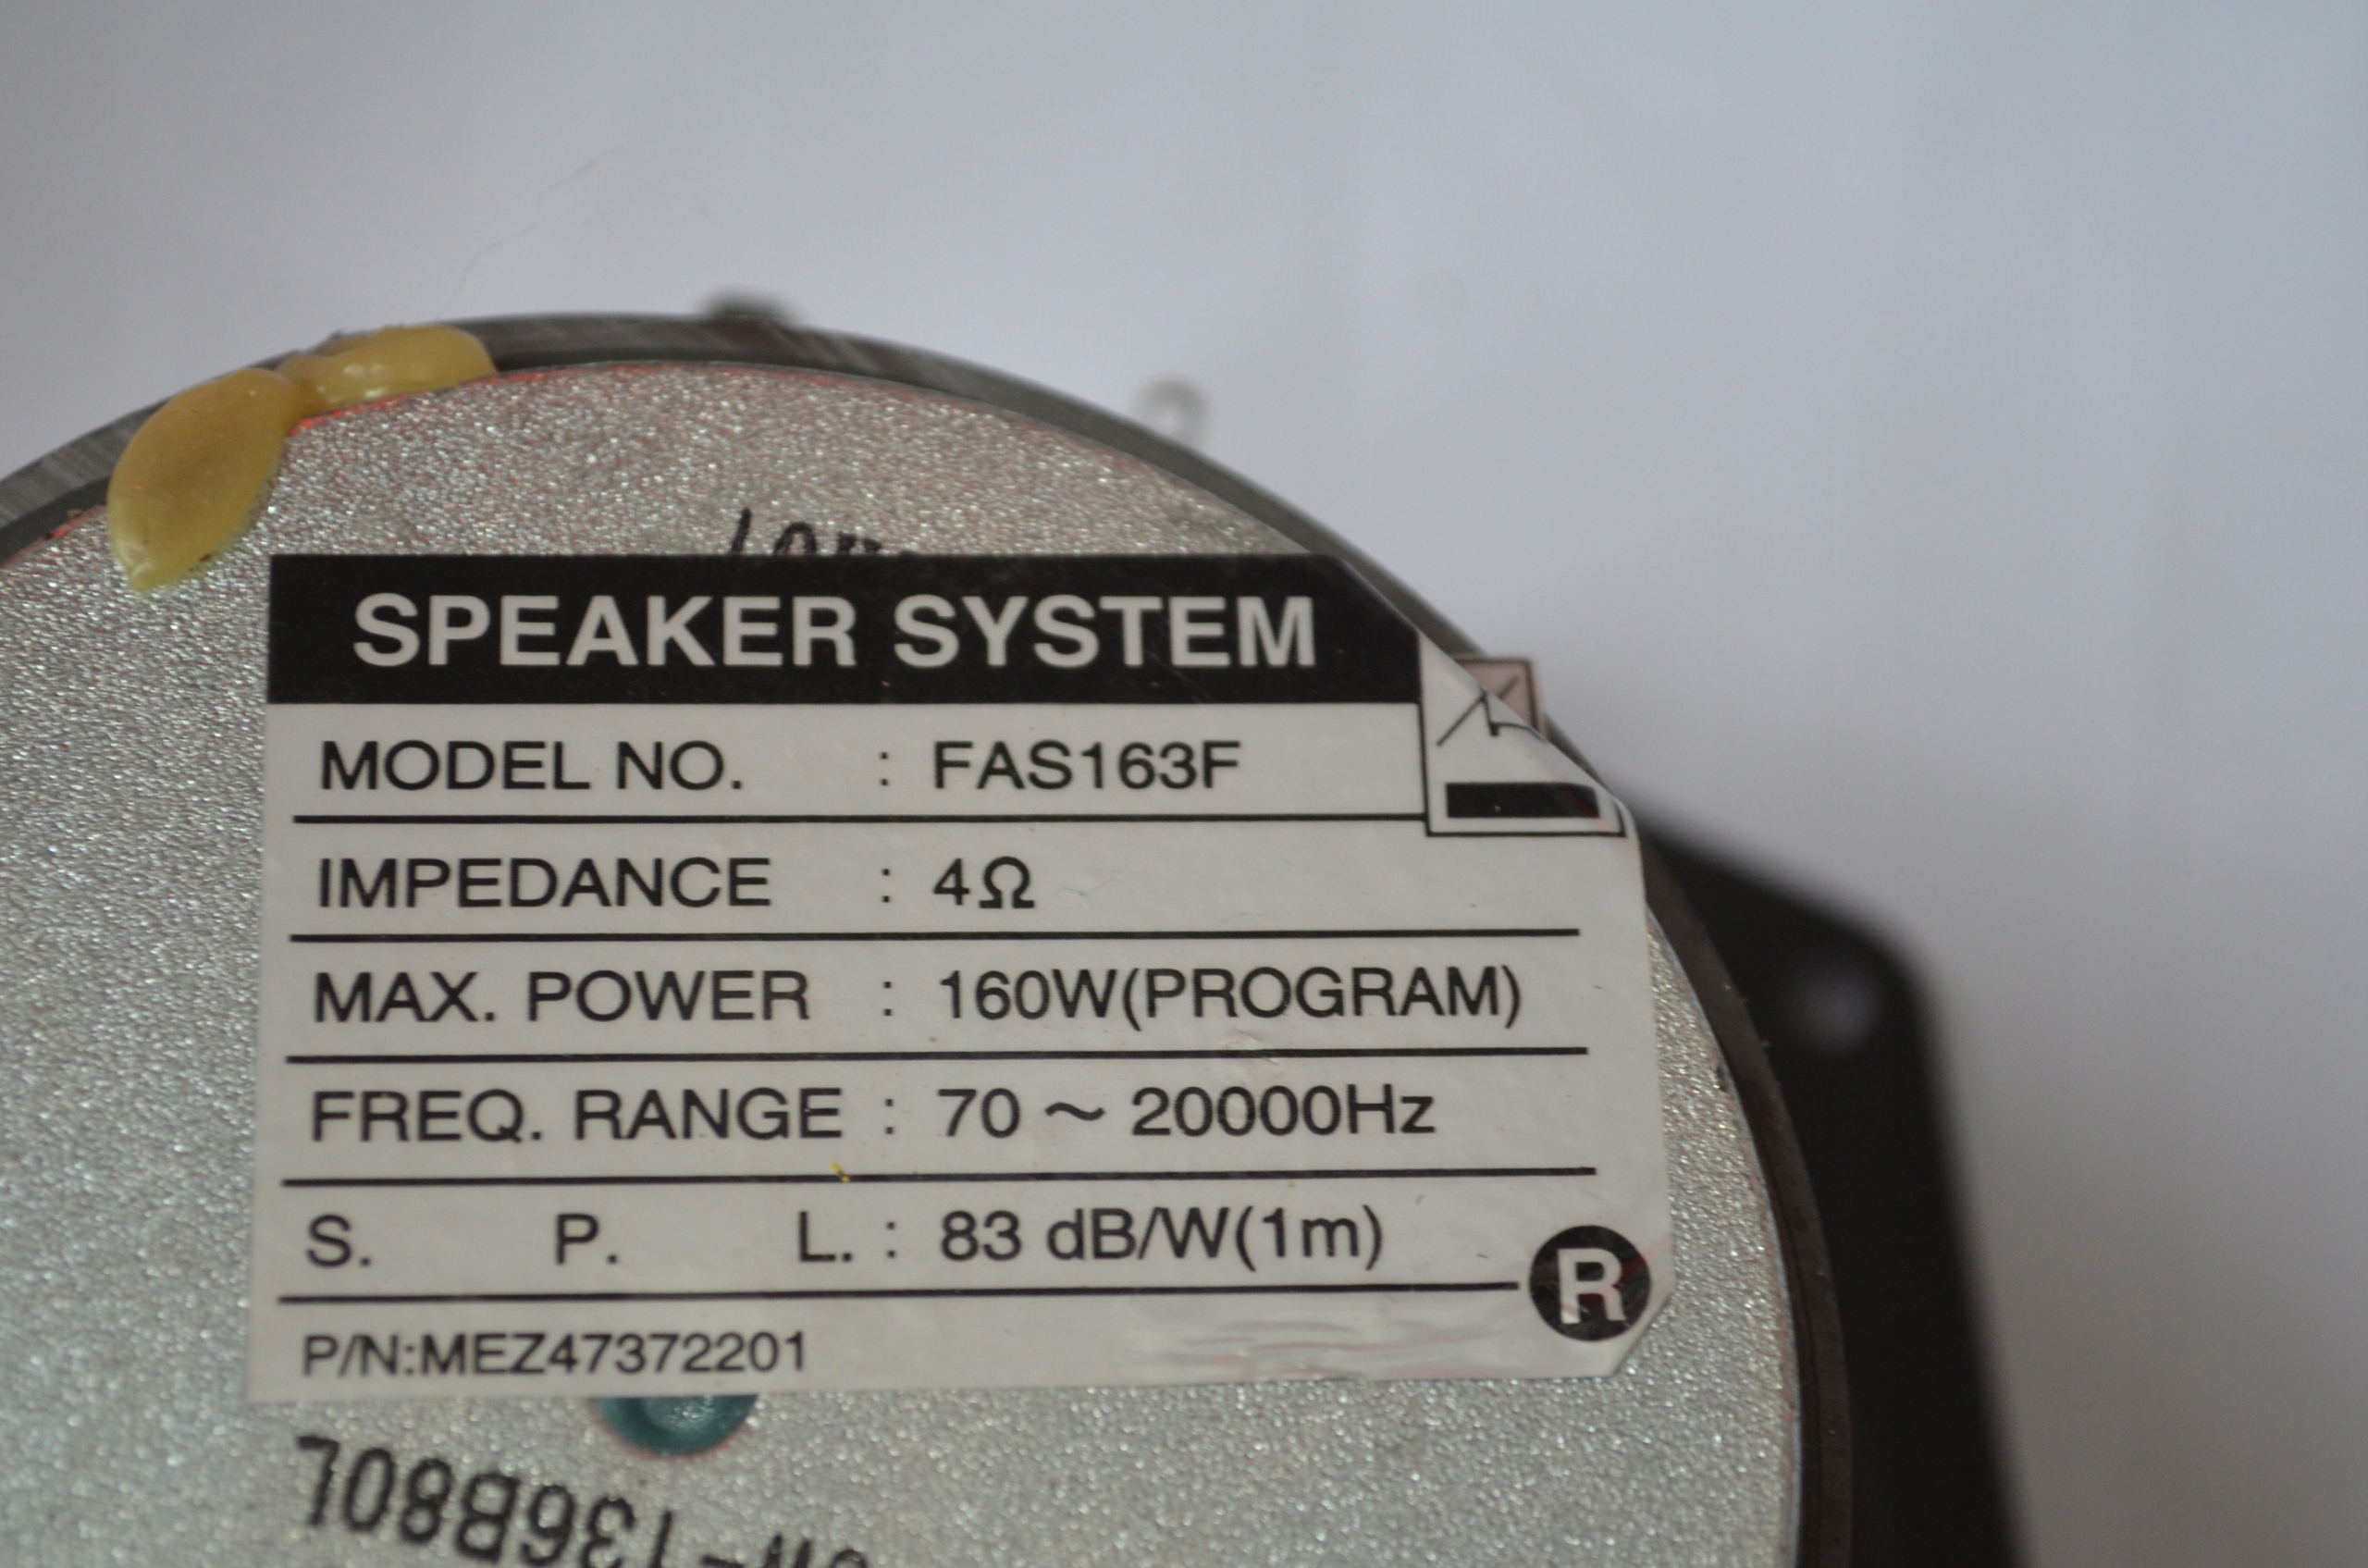 SPEAKER SYSTEM
MODEL NO. : FAS163F
IMPEDANCE : 4Ω
MAX. POWER : 160W(PROGRAM)
FREQ. RANGE : 70 ~ 20000Hz
S. P. L. : 83 dB/W(1m)
R
P/N:MEZ47372201
W-136B80L